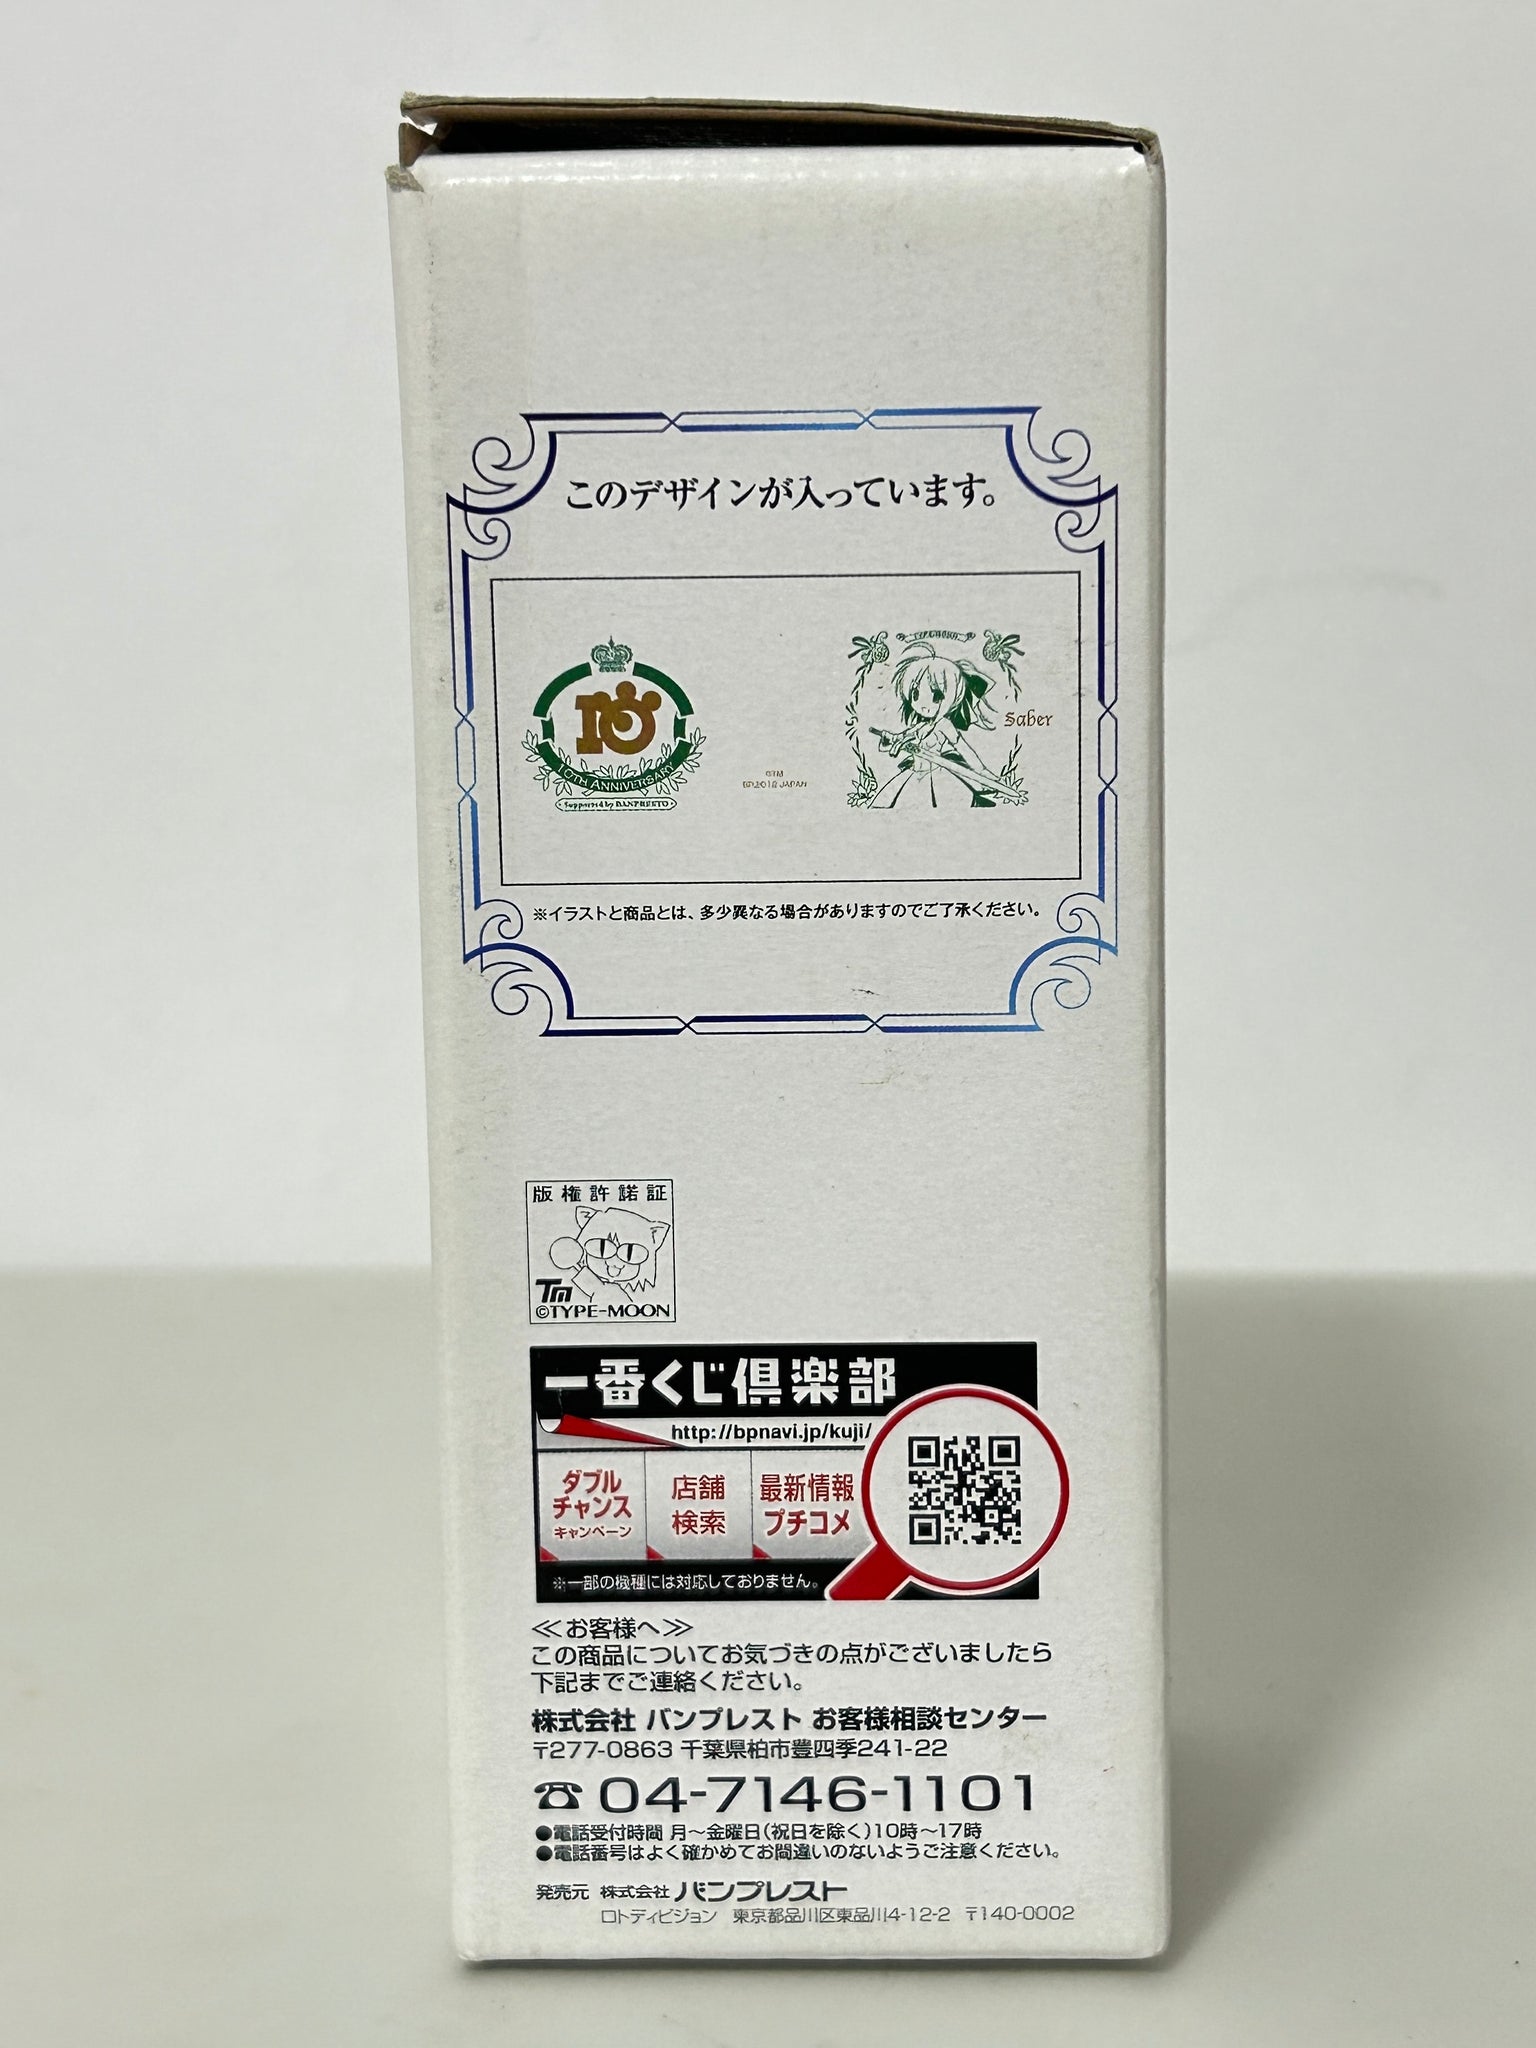 このデザインが入っています。
10TH ANNIVERSARY
Supported by BANPRESTO
TYPE-MOON
Saber
※イラストと商品とは、多少異なる場合がありますのでご了承ください。
版権許諾証
TM
©TYPE-MOON
一番くじ倶楽部
http://bpnavi.jp/kuji/
ダブル
チャンス
キャンペーン
店舗
検索
最新情報
プチコメ
※一部の機種には対応しておりません。
≪お客様へ≫
この商品についてお気づきの点がございましたら
下記までご連絡ください。
株式会社 バンプレスト お客様相談センター
〒277-0863 千葉県柏市豊四季241-22
☎ 04-7146-1101
●電話受付時間 月〜金曜日(祝日を除く)10時〜17時
●電話番号はよく確かめてお間違いのないようご注意ください。
発売元 株式会社 バンプレスト
ロトディビジョン 東京都品川区東品川4-12-2 〒140-0002